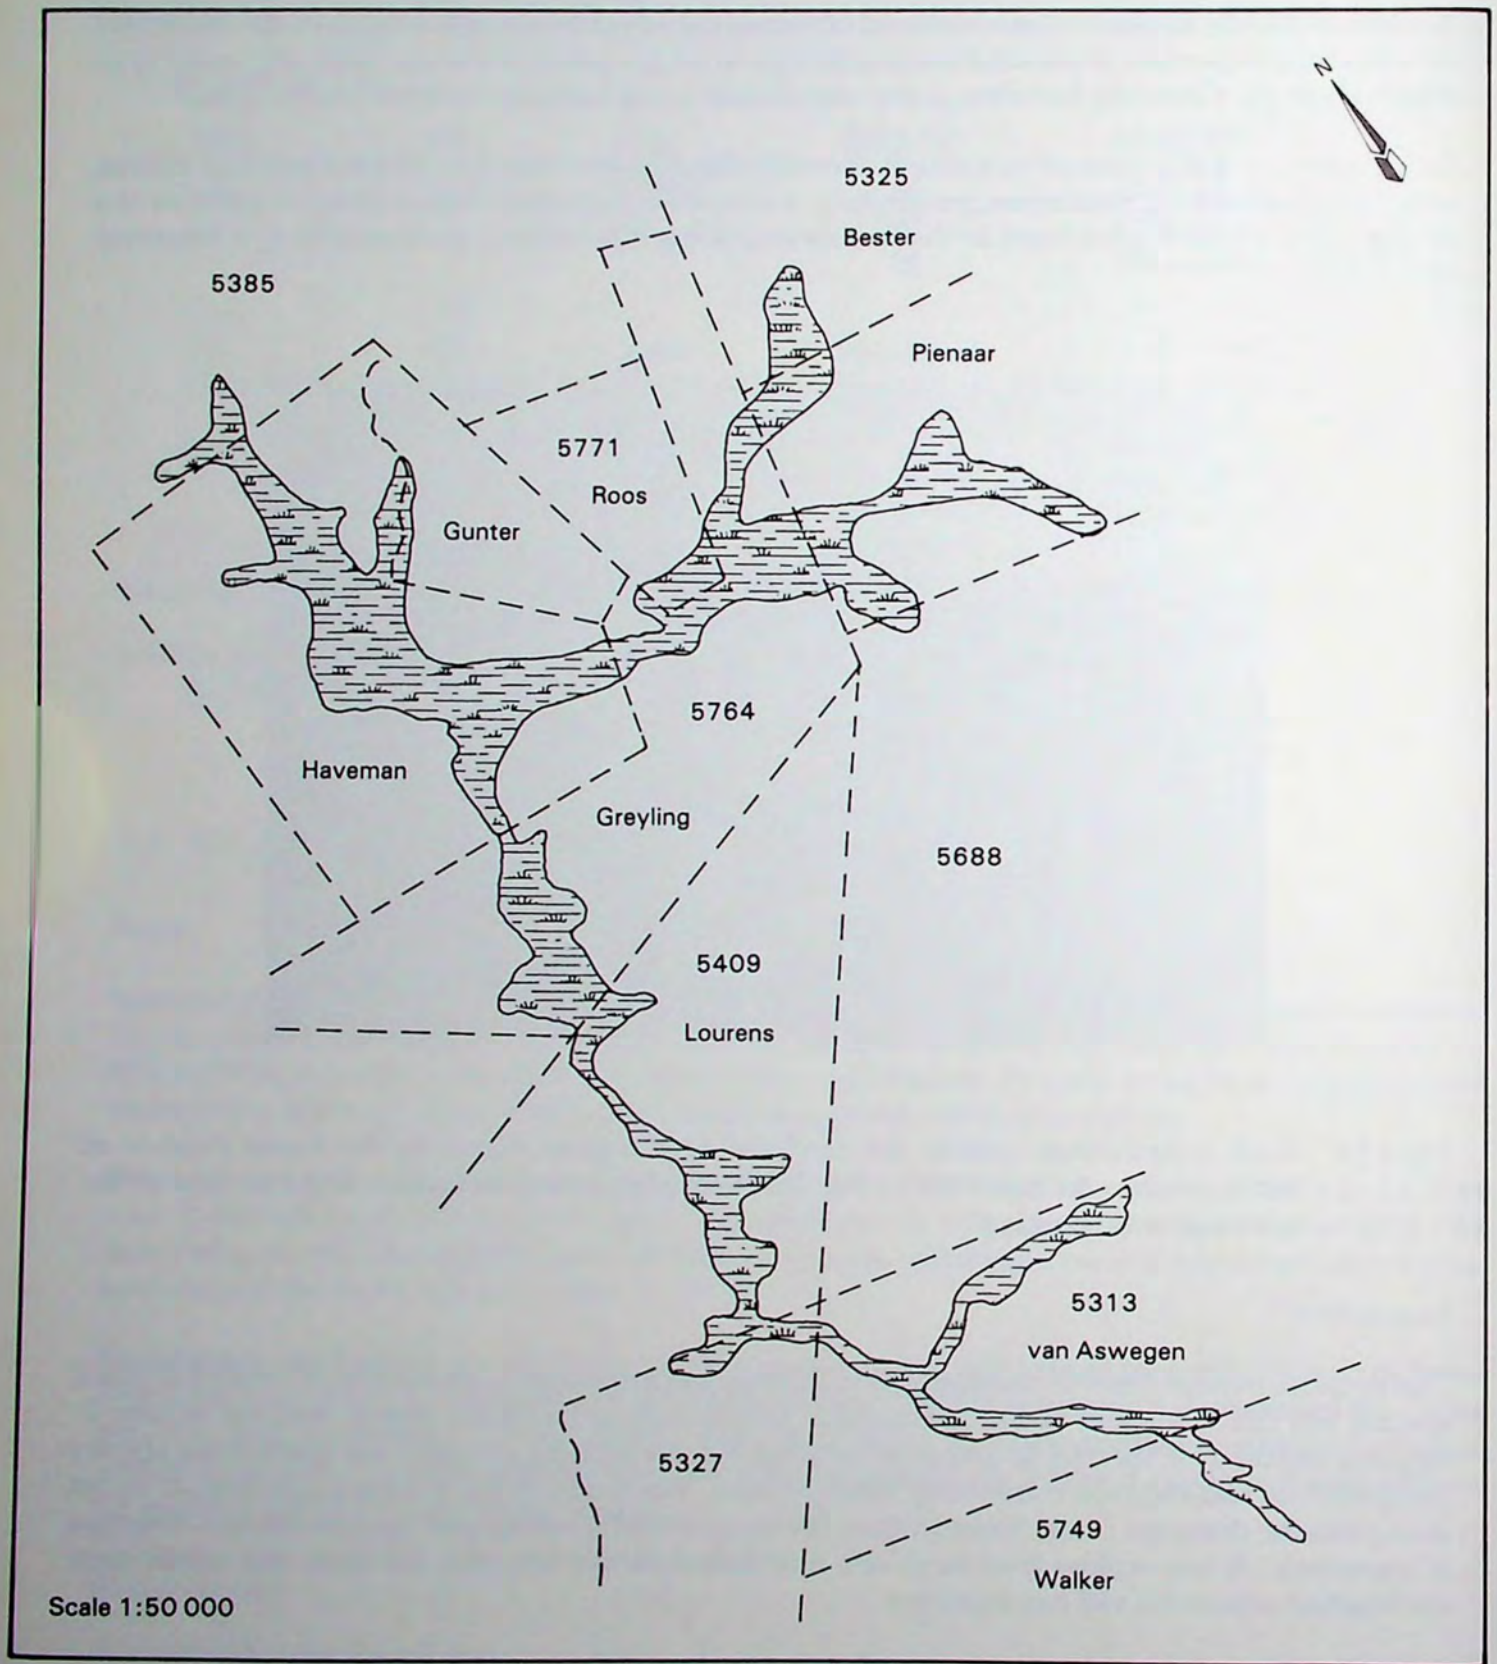 N
5325
Bester
5385
Pienaar
5771
Roos
Gunter
5764
Haveman
Greyling
5688
5409
Lourens
5313
van Aswegen
5327
5749
Walker
Scale 1:50 000